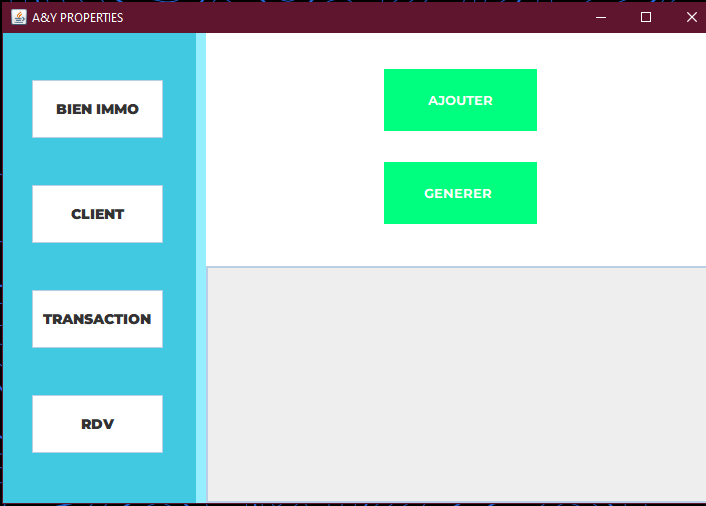 A&Y PROPERTIES
BIEN IMMO
CLIENT
TRANSACTION
RDV
AJOUTER
GENERER